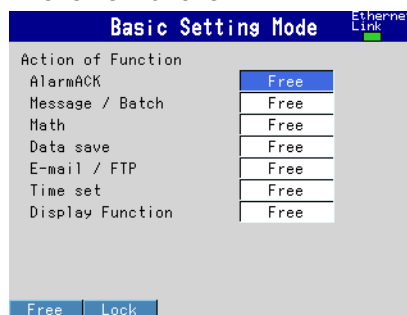 Basic Setting Mode
Link
Action of Function
AlarmACK Free
Message / Batch Free
Math Free
Data save Free
E-mail / FTP Free
Time set Free
Display Function Free
Free Lock